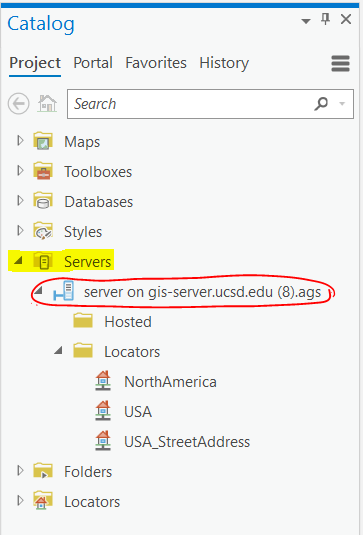 Catalog
Project Portal Favorites History
Search
Maps
Toolboxes
Databases
Styles
Servers
server on gis-server.ucsd.edu (8).ags
Hosted
Locators
NorthAmerica
USA
USA_StreetAddress
Folders
Locators